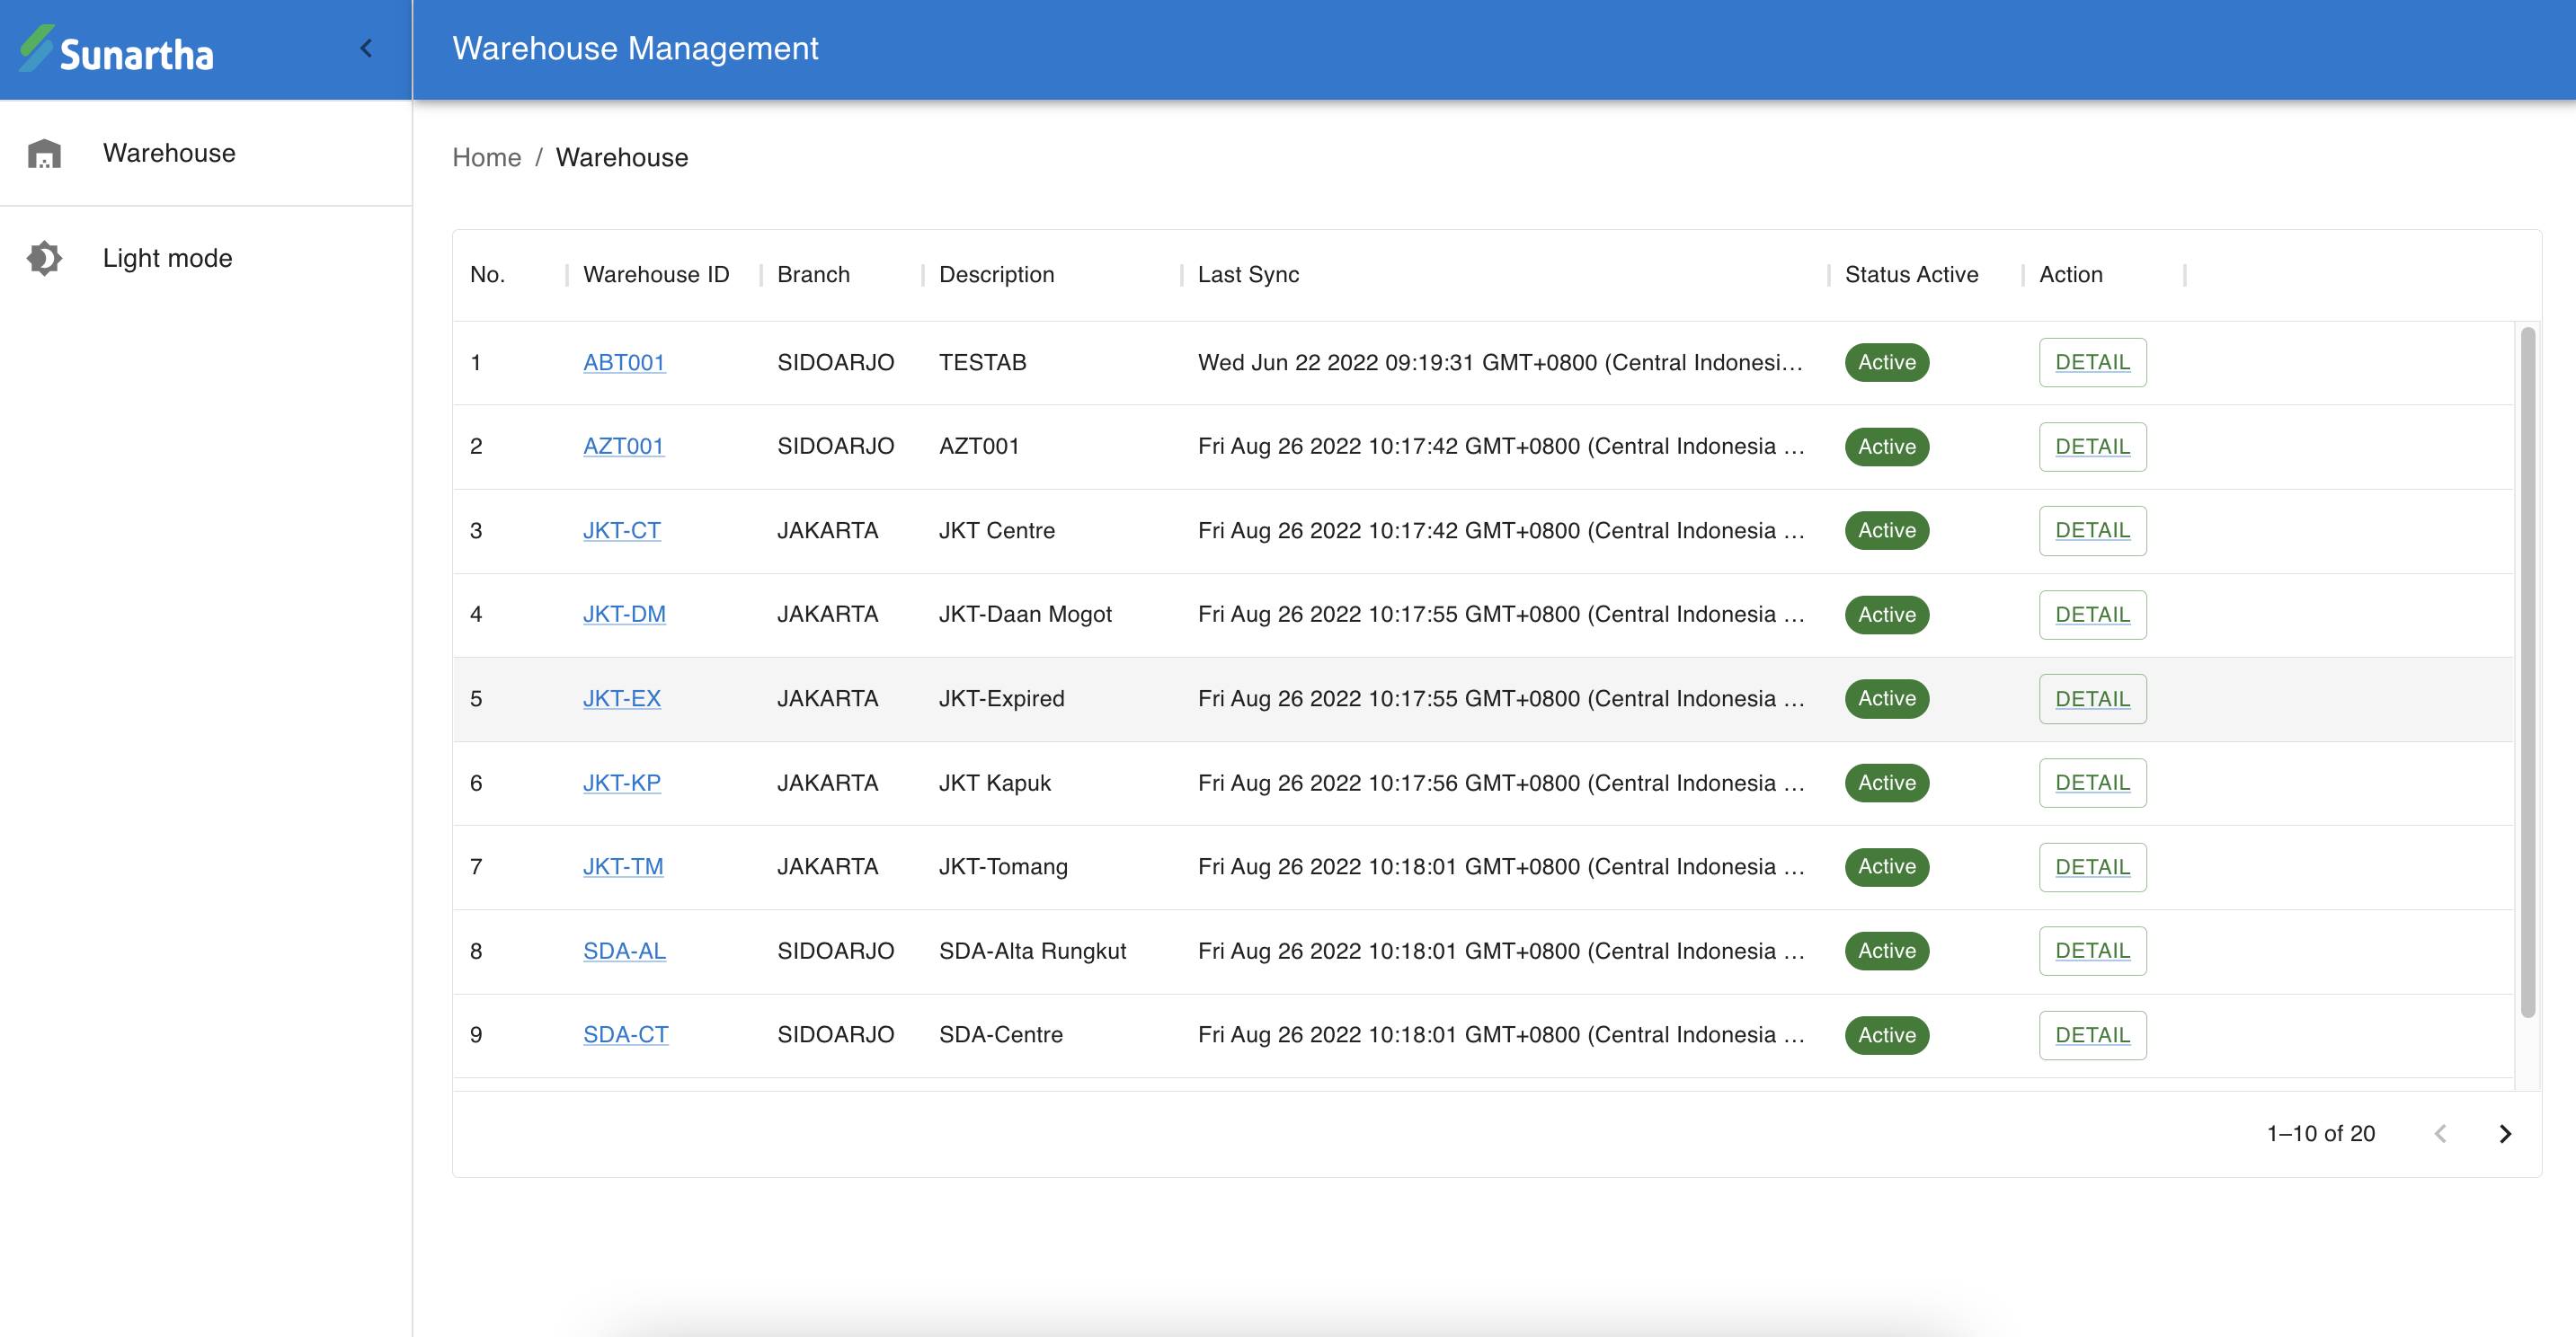 Sunartha
Warehouse Management
Warehouse
Light mode
Home / Warehouse
No. Warehouse ID Branch Description Last Sync Status Active Action
1 ABT001 SIDOARJO TESTAB Wed Jun 22 2022 09:19:31 GMT+0800 (Central Indonesi... Active DETAIL
2 AZT001 SIDOARJO AZT001 Fri Aug 26 2022 10:17:42 GMT+0800 (Central Indonesia ... Active DETAIL
3 JKT-CT JAKARTA JKT Centre Fri Aug 26 2022 10:17:42 GMT+0800 (Central Indonesia ... Active DETAIL
4 JKT-DM JAKARTA JKT-Daan Mogot Fri Aug 26 2022 10:17:55 GMT+0800 (Central Indonesia ... Active DETAIL
5 JKT-EX JAKARTA JKT-Expired Fri Aug 26 2022 10:17:55 GMT+0800 (Central Indonesia ... Active DETAIL
6 JKT-KP JAKARTA JKT Kapuk Fri Aug 26 2022 10:17:56 GMT+0800 (Central Indonesia ... Active DETAIL
7 JKT-TM JAKARTA JKT-Tomang Fri Aug 26 2022 10:18:01 GMT+0800 (Central Indonesia ... Active DETAIL
8 SDA-AL SIDOARJO SDA-Alta Rungkut Fri Aug 26 2022 10:18:01 GMT+0800 (Central Indonesia ... Active DETAIL
9 SDA-CT SIDOARJO SDA-Centre Fri Aug 26 2022 10:18:01 GMT+0800 (Central Indonesia ... Active DETAIL
1–10 of 20